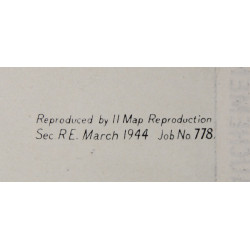 Reproduced by 11 Map Reproduction
Sec R.E. March 1944 Job No. 778.